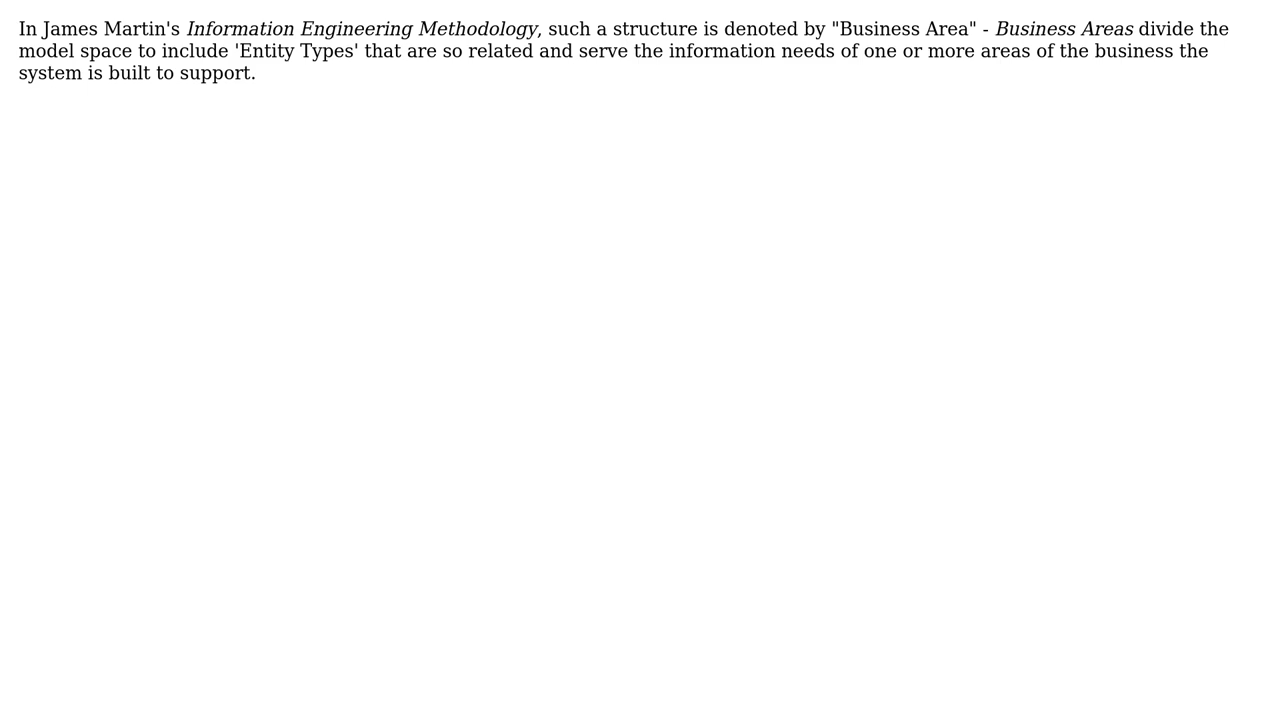 In James Martin's Information Engineering Methodology, such a structure is denoted by "Business Area" - Business Areas divide the
model space to include 'Entity Types' that are so related and serve the information needs of one or more areas of the business the
system is built to support.